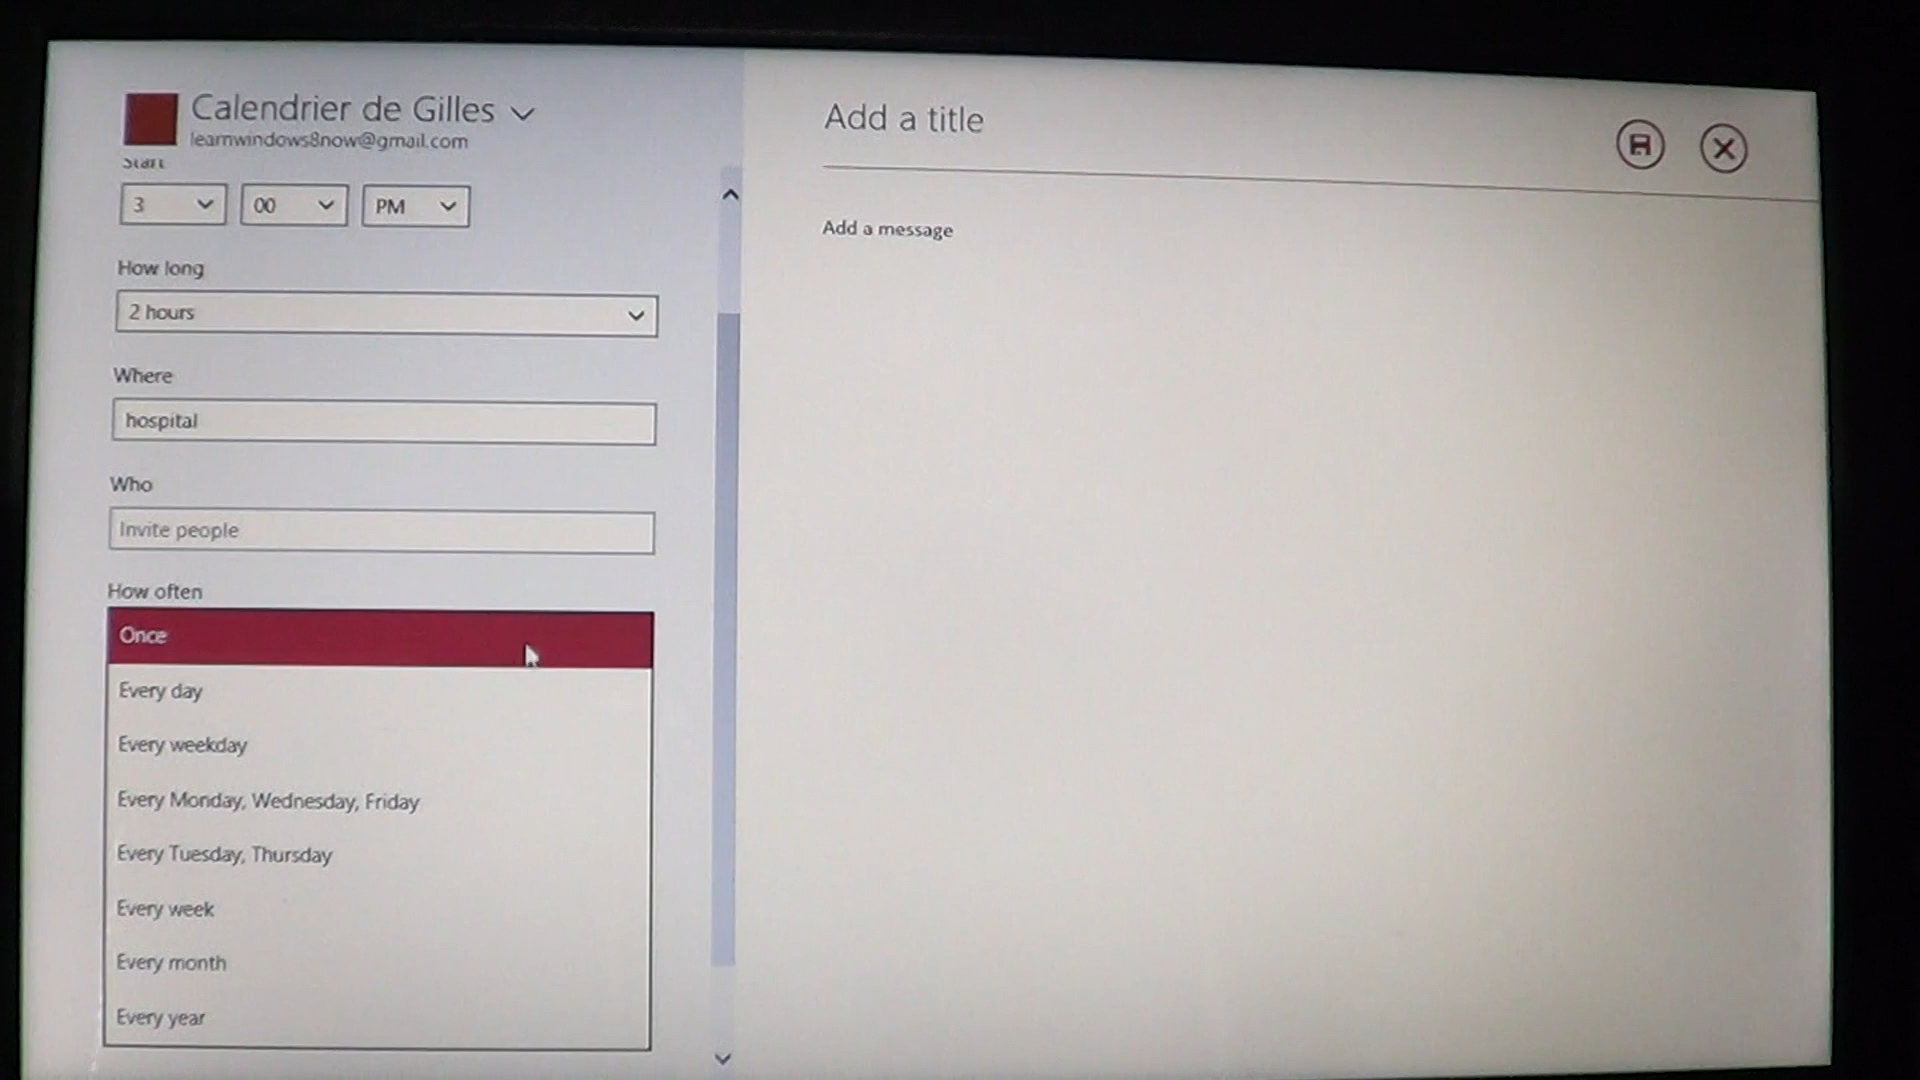 Calendrier de Gilles
learnwindows8now@gmail.com
Start
3 00 PM
How long
2 hours
Where
hospital
Who
Invite people
How often
Once
Every day
Every weekday
Every Monday, Wednesday, Friday
Every Tuesday, Thursday
Every week
Every month
Every year
Add a title
Add a message